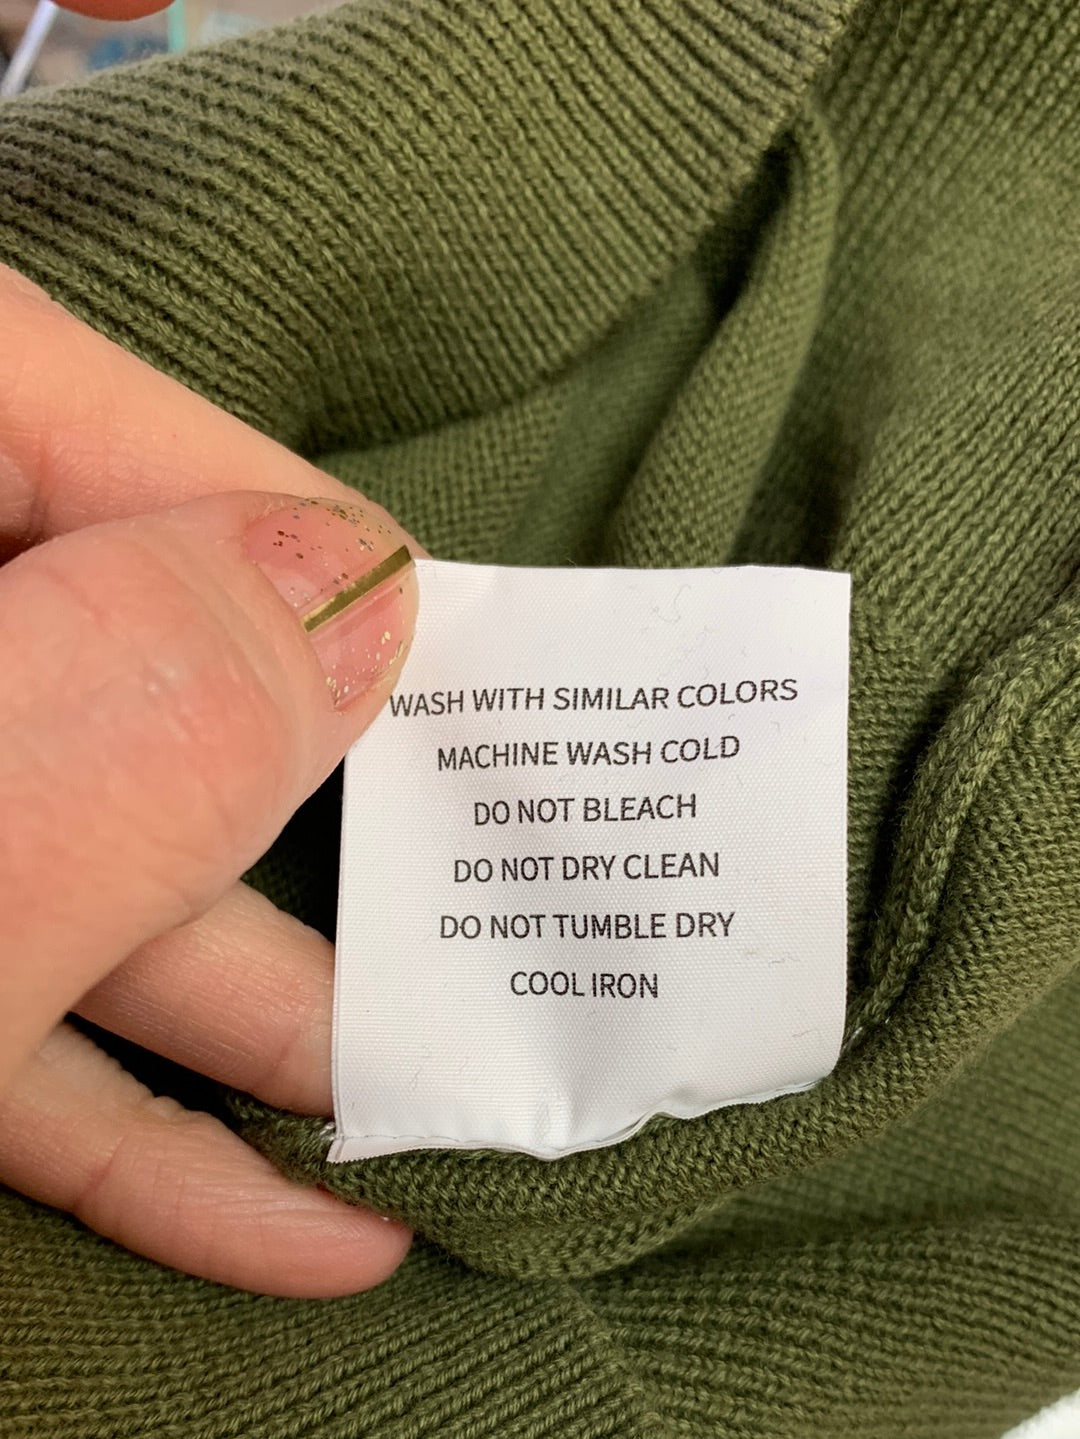 WASH WITH SIMILAR COLORS
MACHINE WASH COLD
DO NOT BLEACH
DO NOT DRY CLEAN
DO NOT TUMBLE DRY
COOL IRON